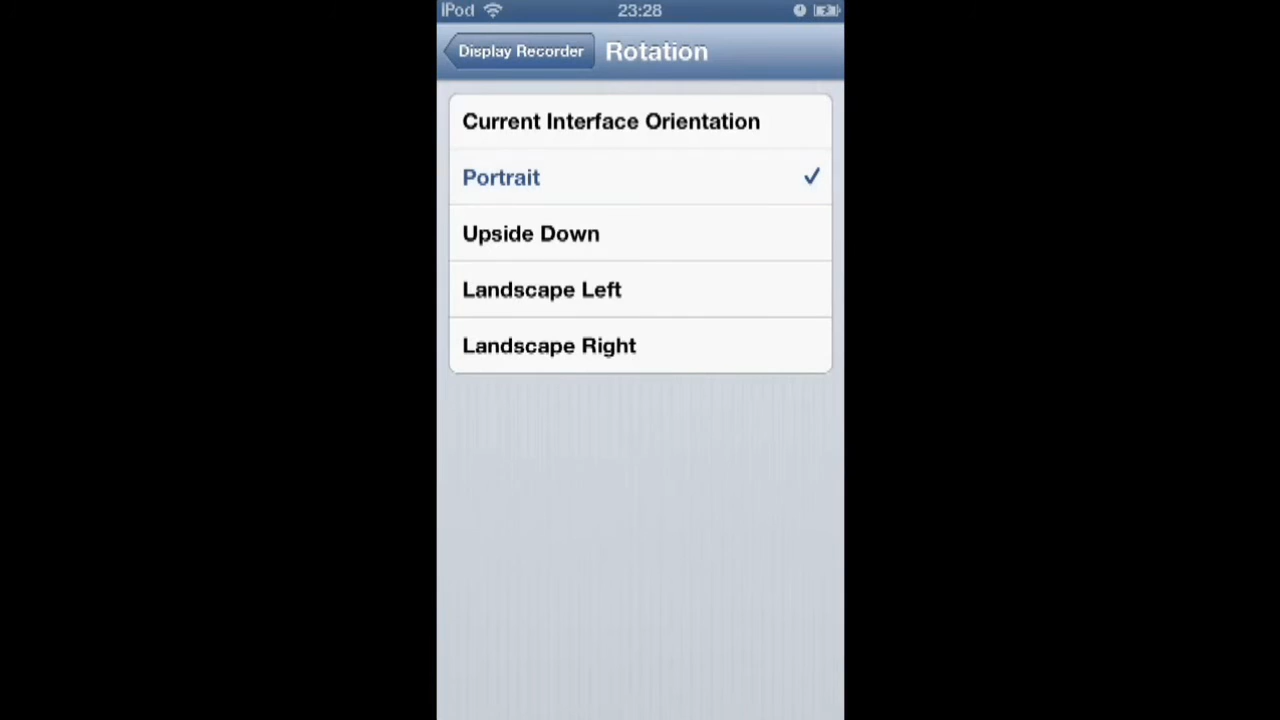 iPod 23:28
Display Recorder Rotation
Current Interface Orientation
Portrait
Upside Down
Landscape Left
Landscape Right